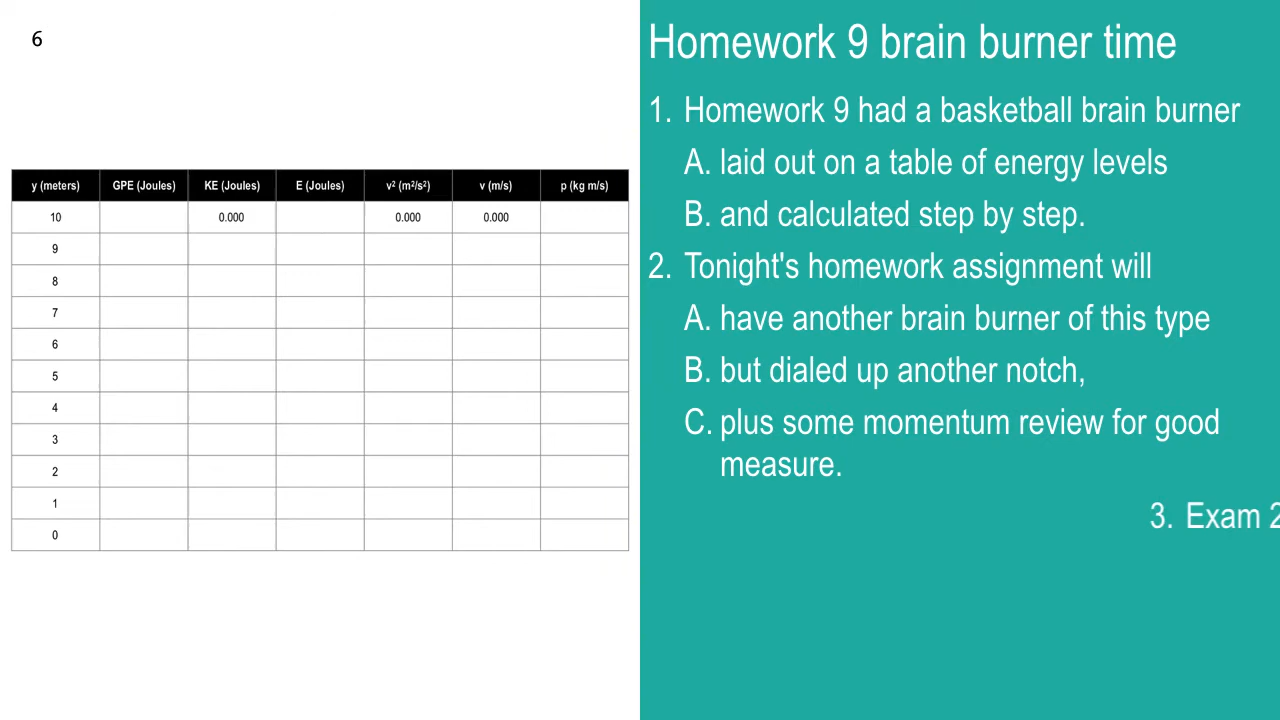 6
y (meters) GPE (Joules) KE (Joules) E (Joules) v² (m²/s²) v (m/s) p (kg m/s)
10 0.000 0.000 0.000
9
8
7
6
5
4
3
2
1
0
Homework 9 brain burner time
1. Homework 9 had a basketball brain burner
A. laid out on a table of energy levels
B. and calculated step by step.
2. Tonight's homework assignment will
A. have another brain burner of this type
B. but dialed up another notch,
C. plus some momentum review for good
measure.
3. Exam 2